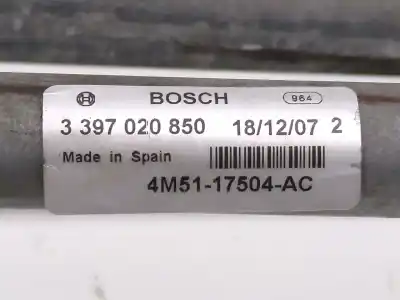 BOSCH 964
3 397 020 850 18/12/07 2
Made in Spain
4M51-17504-AC